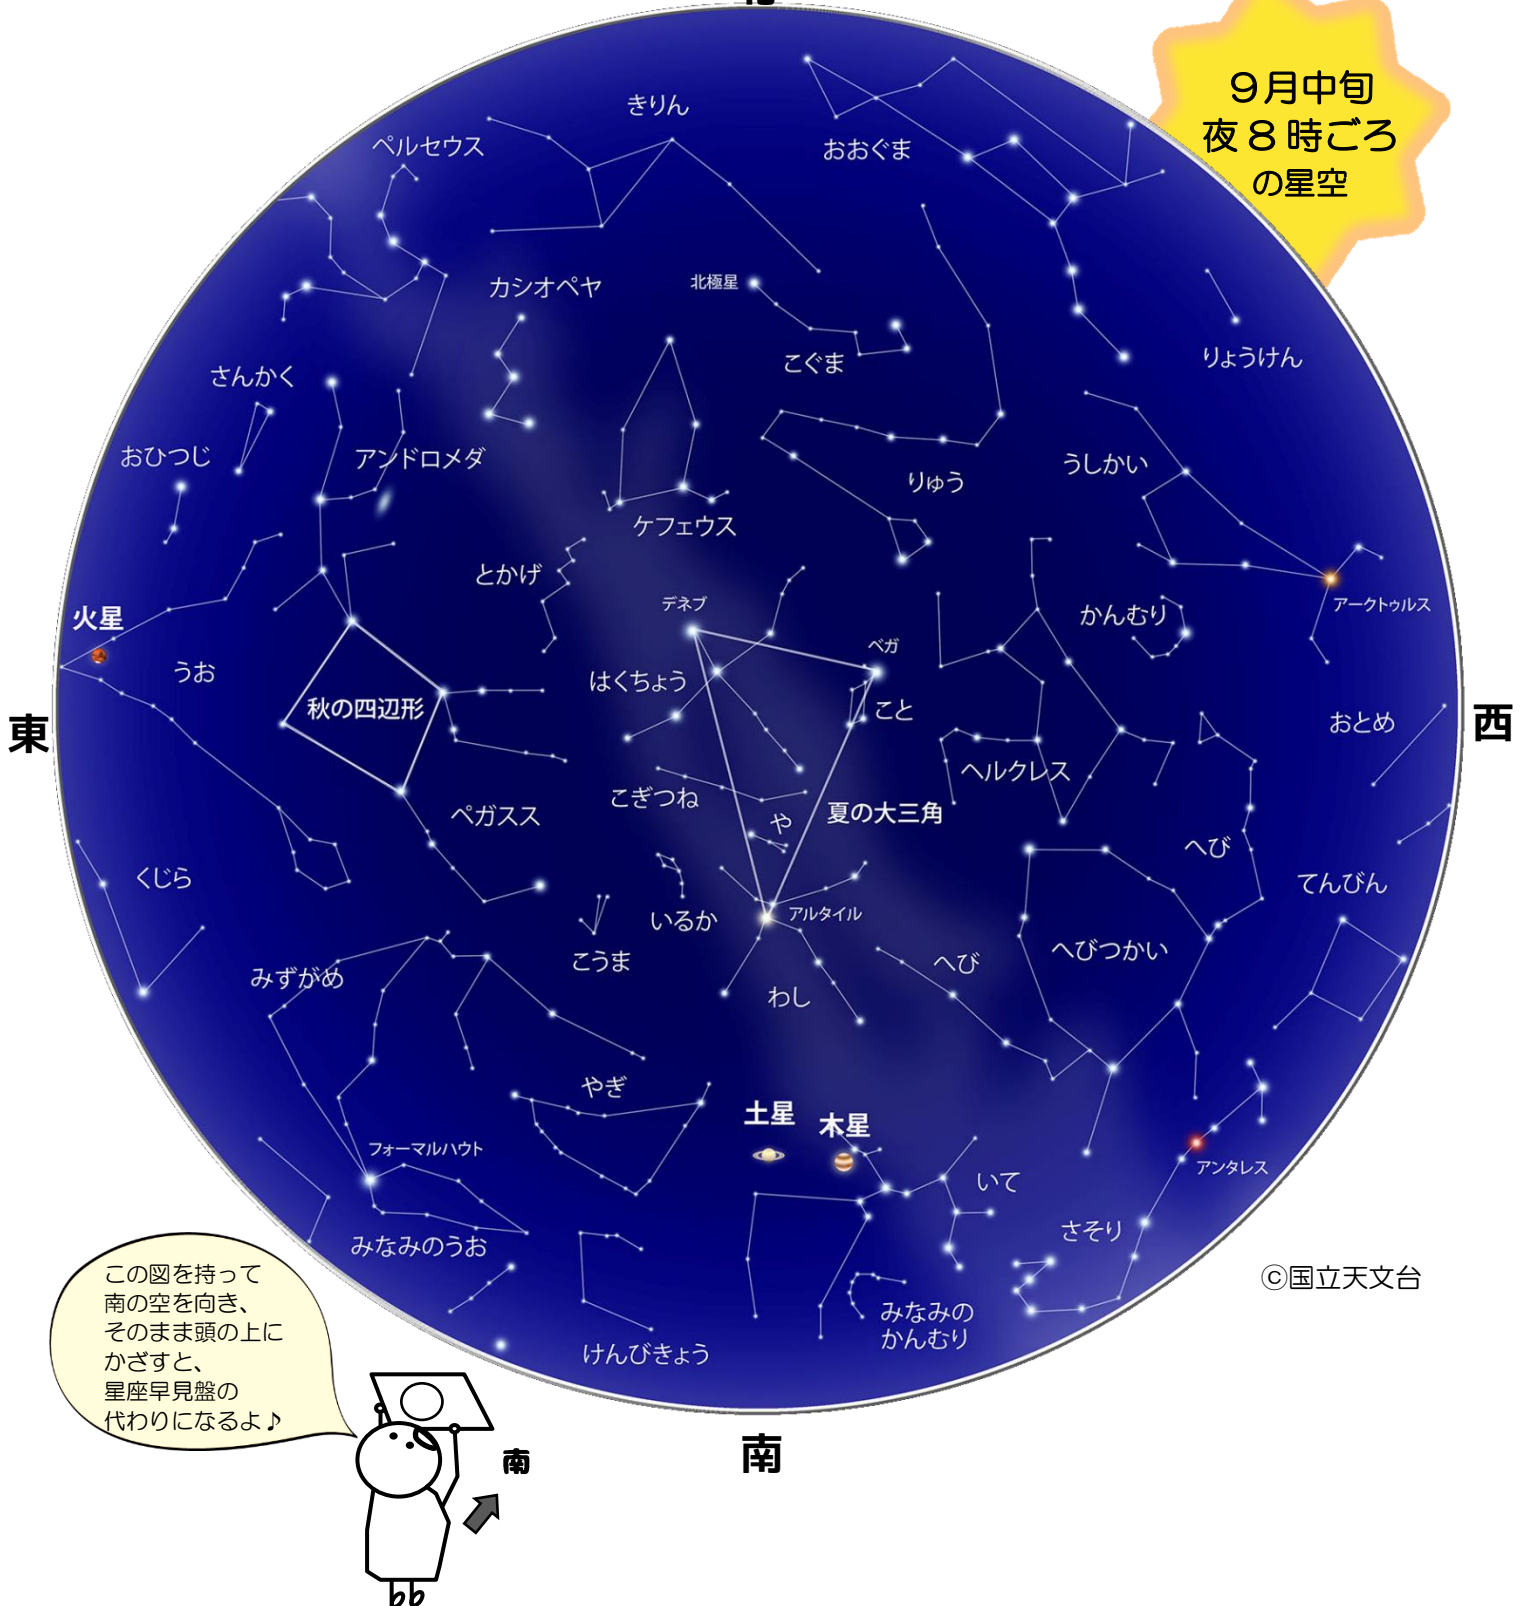 北
9月中旬
夜8時ごろ
の星空
きりん
ペルセウス
おおぐま
カシオペヤ
北極星
こぐま
りょうけん
さんかく
おひつじ
アンドロメダ
りゅう
うしかい
ケフェウス
とかげ
デネブ
ベガ
かんむり
アークトゥルス
火星
うお
秋の四辺形
はくちょう
こと
おとめ
東
西
ヘルクレス
こぎつね
や
夏の大三角
ペガスス
へび
てんびん
くじら
いるか
アルタイル
こうま
へび
へびつかい
みずがめ
わし
やぎ
土星
木星
フォーマルハウト
アンタレス
いて
さそり
みなみのうお
みなみの
かんむり
けんびきょう
©国立天文台
この図を持って
南の空を向き、
そのまま頭の上に
かざすと、
星座早見盤の
代わりになるよ♪
南
南